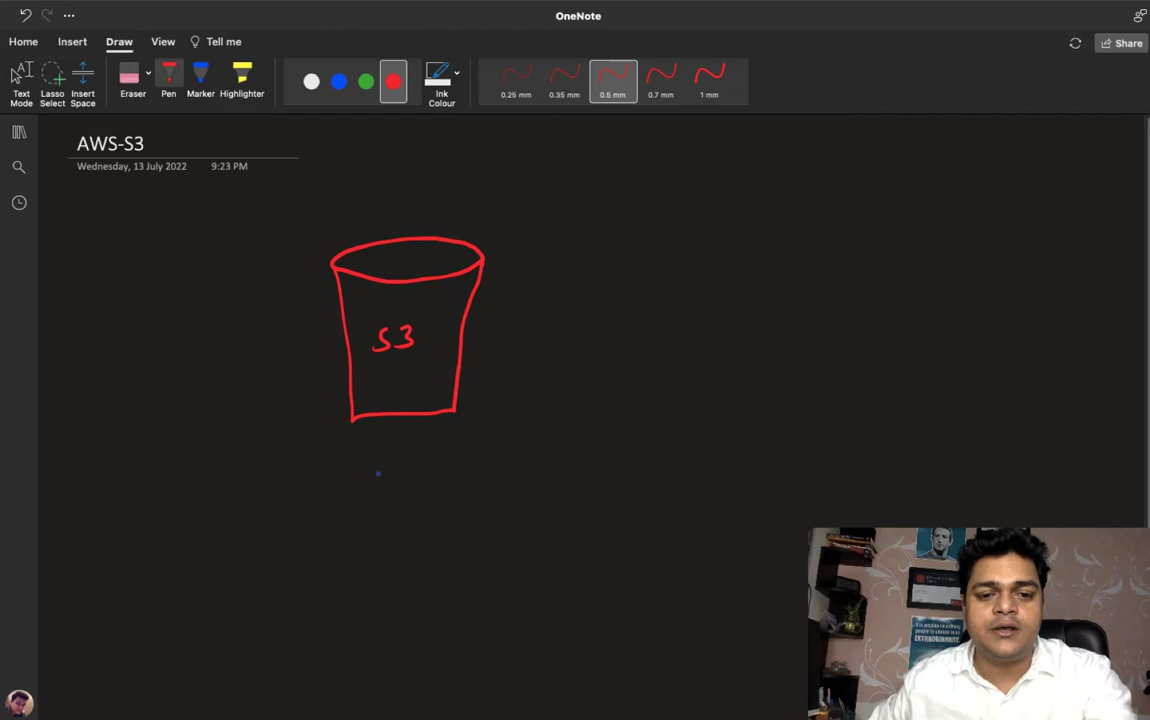 OneNote
Home Insert Draw View Tell me
Share
Text Mode
Lasso Select
Insert Space
Eraser
Pen
Marker
Highlighter
Ink Colour
0.25 mm
0.35 mm
0.5 mm
0.7 mm
1 mm
AWS-S3
Wednesday, 13 July 2022 9:23 PM
S3
EXTRAORDINARY